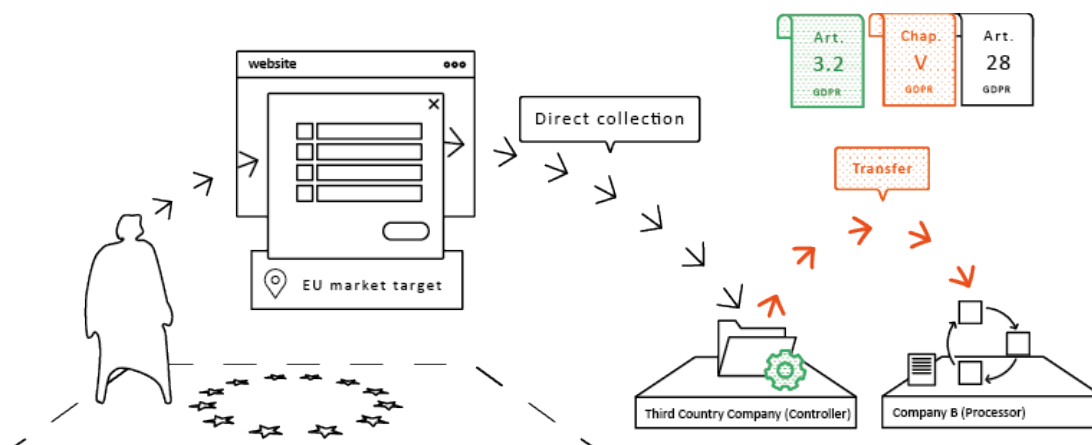 Art.
3.2
GDPR
Chap.
V
GDPR
Art.
28
GDPR
website
Direct collection
Transfer
EU market target
Third Country Company (Controller)
Company B (Processor)